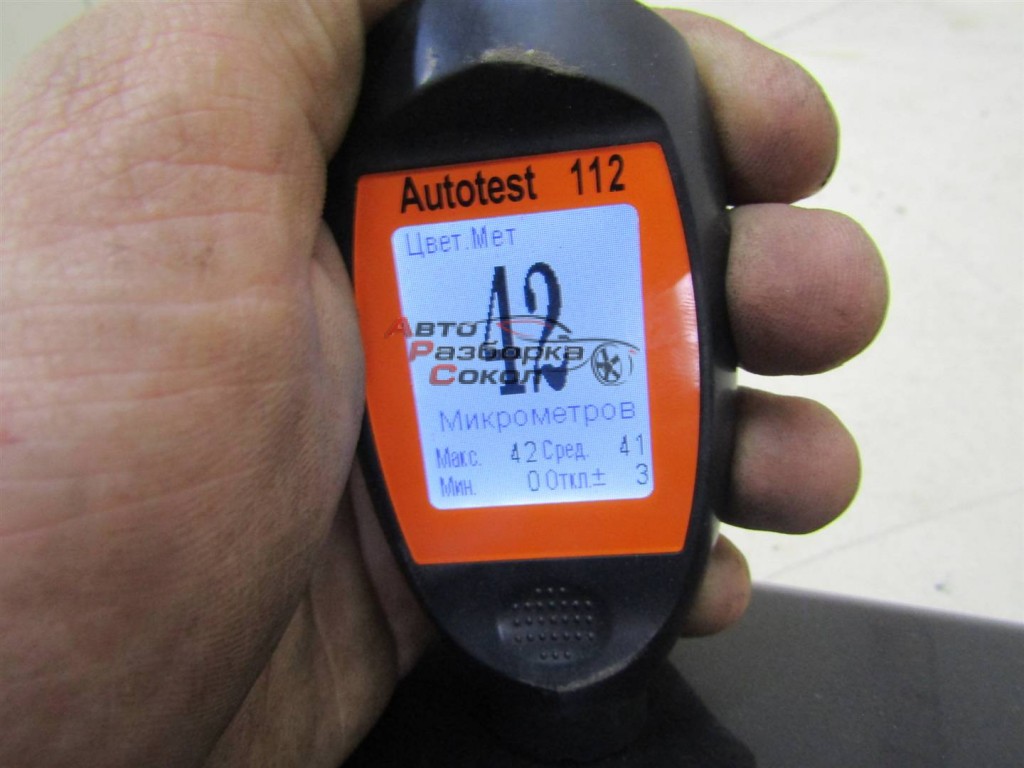 Autotest 112
Цвет.Мет
42
Авто
Разборка
Сокол
Микрометров
Макс. 42 Сред. 41
Мин. 0 Откл.± 3